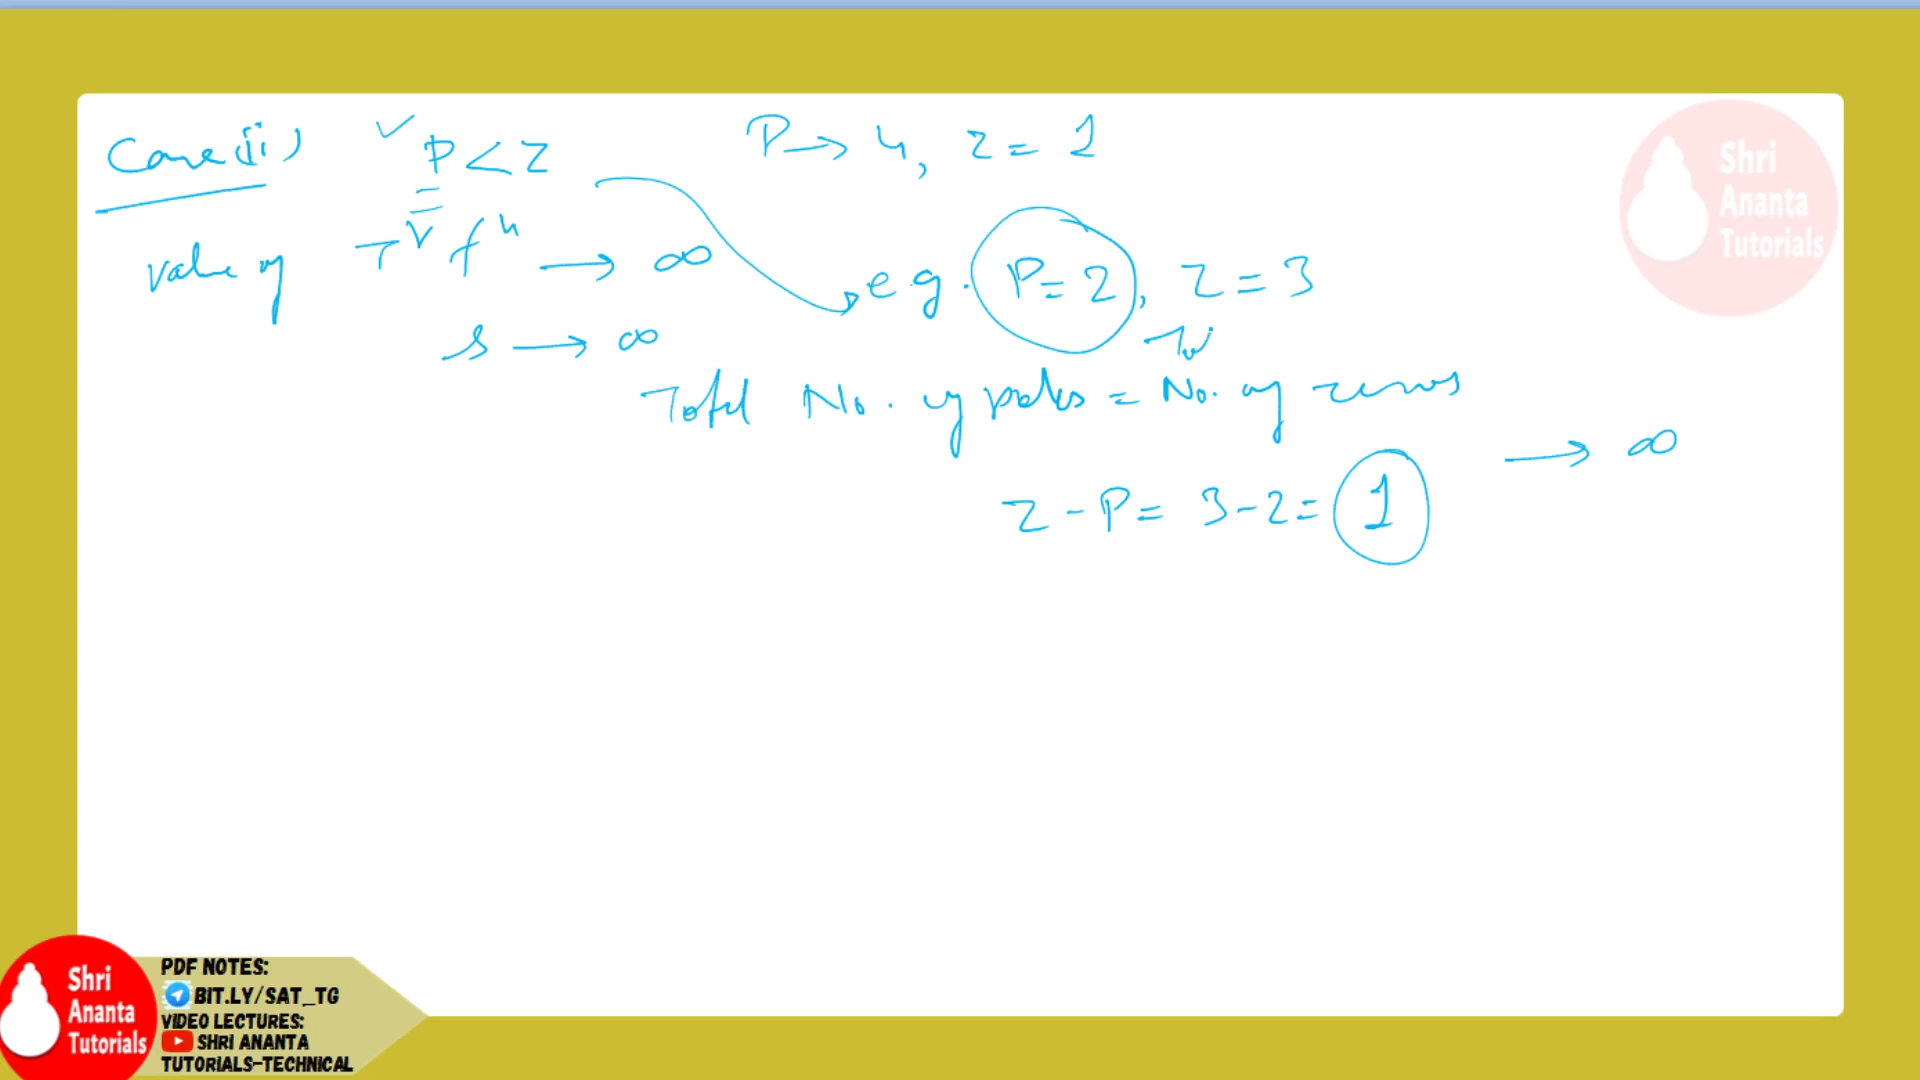 Case (ii) ✓ P < Z P → 4, Z = 1
Value of T r f^n → ∞
e.g. P = 2, Z = 3
s → ∞
Total No. of poles = No. of zeros
→ ∞
Z - P = 3 - 2 = 1
Shri
Ananta
Tutorials
Shri
Ananta
Tutorials
PDF NOTES:
BIT.LY/SAT_TG
VIDEO LECTURES:
SHRI ANANTA
TUTORIALS-TECHNICAL